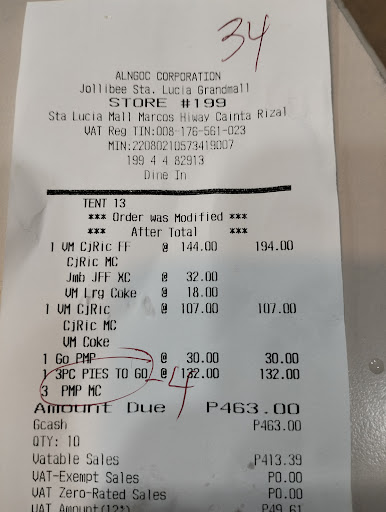 34
ALNGOC CORPORATION
Jollibee Sta. Lucia Grandmall
STORE #199
Sta Lucia Mall Marcos Hiway Cainta Rizal
VAT Reg TIN:008-176-561-023
MIN:22080210573419007
199 4 4 82913
Dine In
TENT 13
*** Order was Modified ***
*** After Total ***
1 VM CjRic FF @ 144.00 194.00
CjRic MC
Jmb JFF XC @ 32.00
VM Lrg Coke @ 18.00
1 VM CjRic @ 107.00 107.00
CjRic MC
VM Coke
1 Go PMP @ 30.00 30.00
1 3PC PIES TO GO @ 132.00 132.00
3 PMP MC
-4
Amount Due P463.00
Gcash P463.00
QTY: 10
Vatable Sales P413.39
VAT-Exempt Sales P0.00
VAT Zero-Rated Sales P0.00
VAT Amount(12%) P49.61